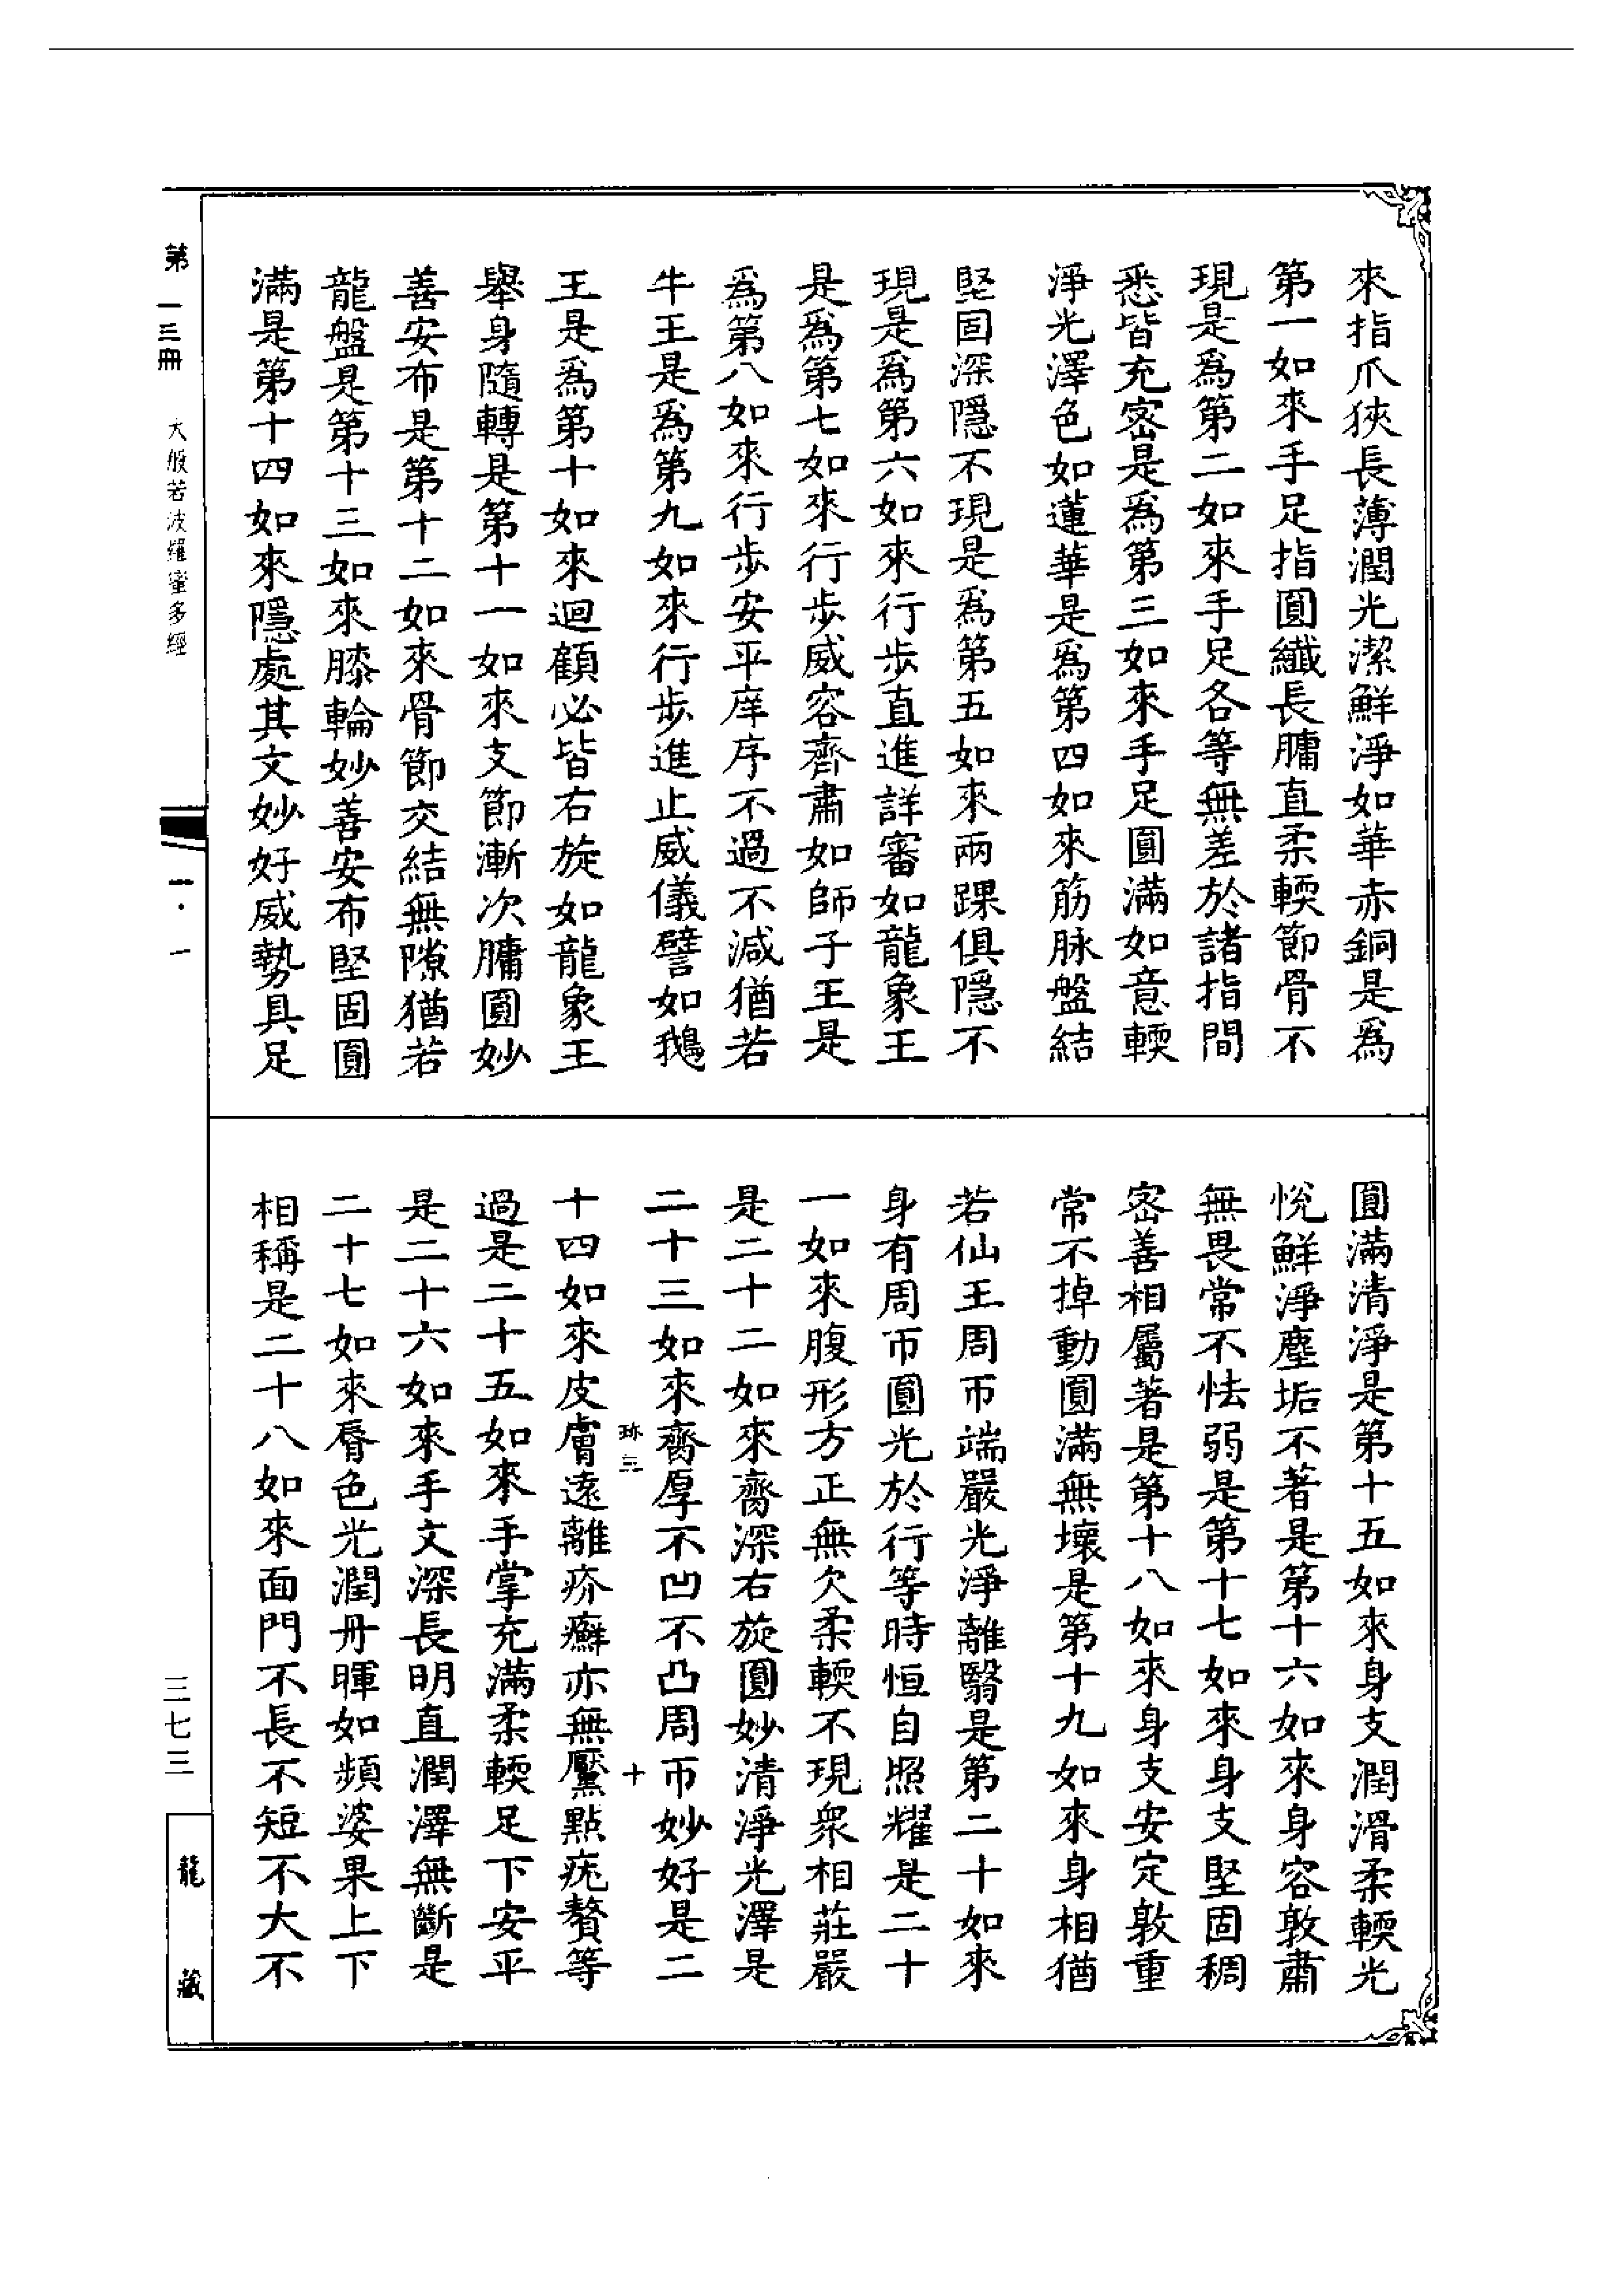 來指爪狹長薄潤光潔鮮淨如華赤銅是爲
第一如來手足指圓纖長𦟛直柔輭節骨不
現是爲第二如來手足各等無差於諸指間
悉皆充密是爲第三如來手足圓滿如意輭
淨光澤色如蓮華是爲第四如來筋脉盤結
堅固深隱不現是爲第五如來兩踝俱隱不
現是爲第六如來行步直進詳審如龍象王
是爲第七如來行步威容齊肅如師子王是
爲第八如來行步安平庠序不過不減猶若
牛王是爲第九如來行步進止威儀譬如鵝
王是爲第十如來迴顧必皆右旋如龍象王
舉身隨轉是第十一如來支節漸次𦟛圓妙
善安布是第十二如來骨節交結無隙猶若
龍盤是第十三如來膝輪妙善安布堅固圓
滿是第十四如來隱處其文妙好威勢具足
圓滿清淨是第十五如來身支潤滑柔輭光
悅鮮淨塵垢不著是第十六如來身容敦肅
無畏常不怯弱是第十七如來身支堅固稠
密善相屬著是第十八如來身支安定敦重
常不掉動圓滿無壞是第十九如來身相猶
若仙王周帀端嚴光淨離翳是第二十如來
身有周帀圓光於行等時恒自照耀是二十
一如來腹形方正無欠柔輭不現衆相莊嚴
是二十二如來齎深右旋圓妙清淨光澤是
二十三如來齎厚不凹不凸周帀妙好是二
珎三 十
十四如來皮膚遠離疥癬亦無黶點疣贅等
過是二十五如來手掌充滿柔輭足下安平
是二十六如來手文深長明直潤澤無斷是
二十七如來脣色光潤丹暉如頻婆果上下
相稱是二十八如來面門不長不短不大不
第一三冊 大般若波羅蜜多經 一·一
三七三
龍藏